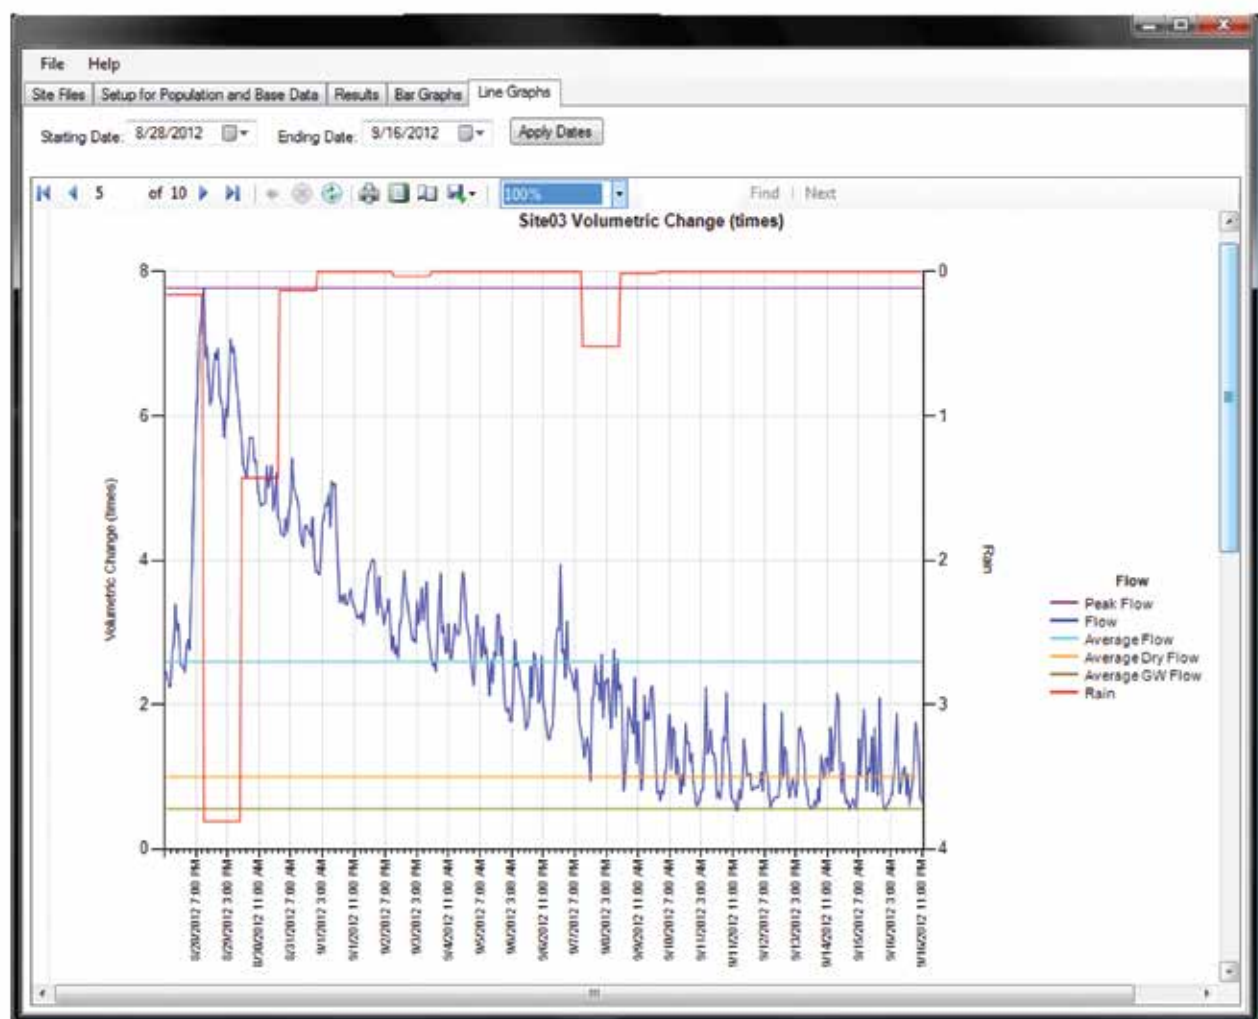 File Help
Site Files Setup for Population and Base Data Results Bar Graphs Line Graphs
Starting Date: 8/28/2012 Ending Date: 9/16/2012 Apply Dates
5 of 10 100% Find | Next
Site03 Volumetric Change (times)
8
6
4
2
0
Volumetric Change (times)
0
1
2
3
4
Rain
Flow
Peak Flow
Flow
Average Flow
Average Dry Flow
Average GW Flow
Rain
8/28/2012 7:00 PM
8/29/2012 3:00 PM
8/30/2012 11:00 AM
8/31/2012 7:00 AM
9/1/2012 3:00 AM
9/1/2012 11:00 PM
9/2/2012 7:00 PM
9/3/2012 3:00 PM
9/4/2012 11:00 AM
9/5/2012 7:00 AM
9/6/2012 3:00 AM
9/6/2012 11:00 PM
9/7/2012 7:00 PM
9/8/2012 3:00 PM
9/9/2012 11:00 AM
9/10/2012 7:00 AM
9/11/2012 3:00 AM
9/11/2012 11:00 PM
9/12/2012 7:00 PM
9/13/2012 3:00 PM
9/14/2012 11:00 AM
9/15/2012 7:00 AM
9/16/2012 3:00 AM
9/16/2012 11:00 PM